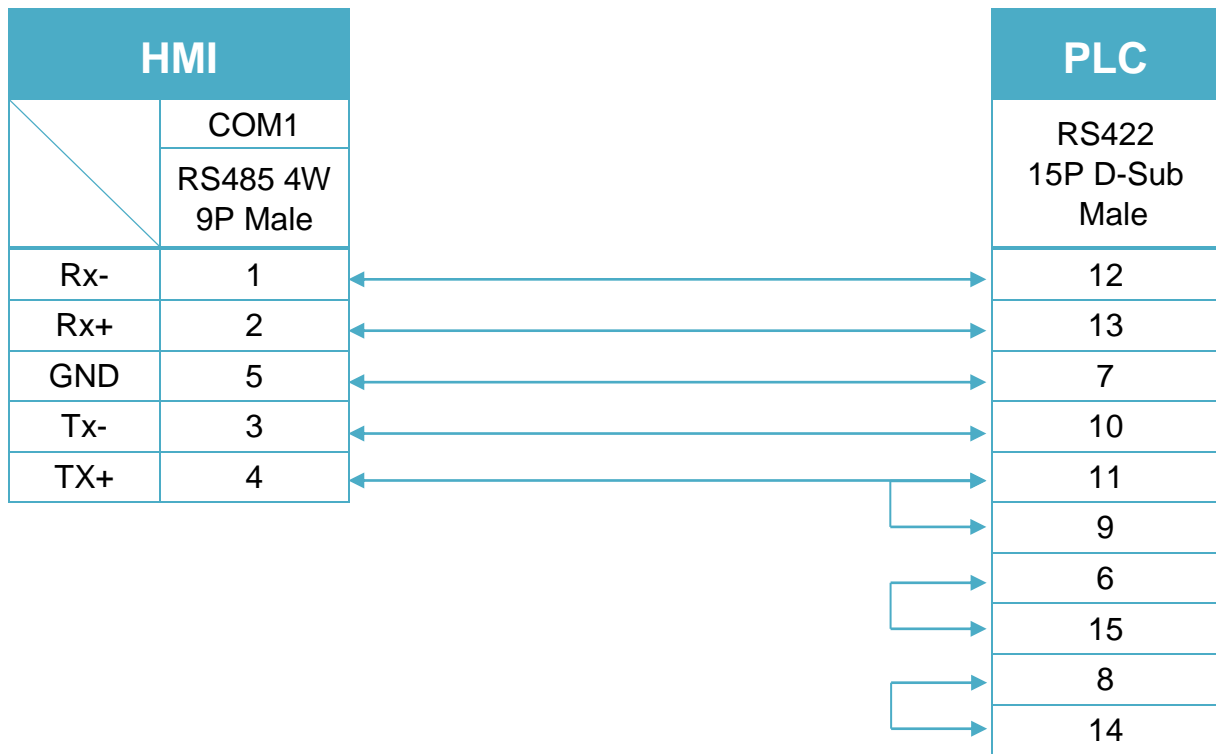 HMI
PLC
COM1
RS485 4W
9P Male
RS422
15P D-Sub
Male
Rx- 1 12
Rx+ 2 13
GND 5 7
Tx- 3 10
TX+ 4 11
9
6
15
8
14